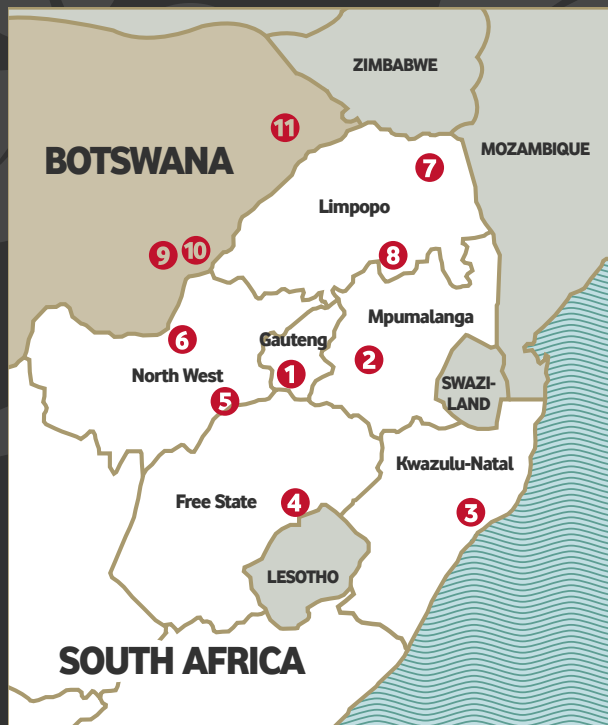 ZIMBABWE
11
MOZAMBIQUE
BOTSWANA
7
Limpopo
10
9
8
Mpumalanga
6
Gauteng
2
1
North West
SWAZI-
LAND
5
Kwazulu-Natal
Free State
4
3
LESOTHO
SOUTH AFRICA